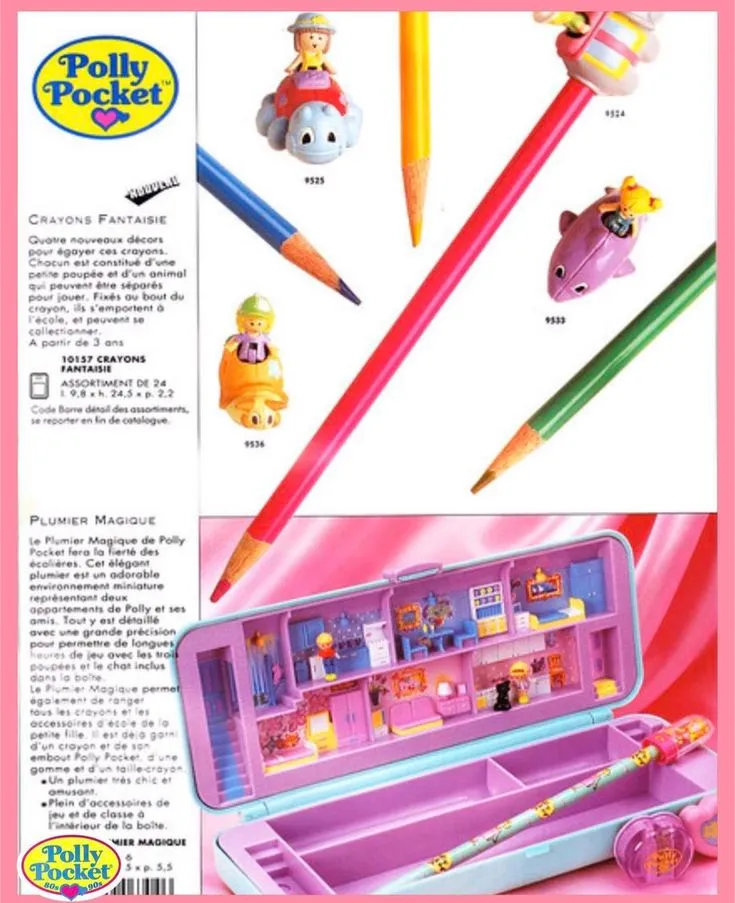 Polly
Pocket™
NOUVEAU
CRAYONS FANTAISIE
Quatre nouveaux décors
pour égayer ces crayons.
Chacun est constitué d'une
petite poupée et d'un animal
qui peuvent être séparés
pour jouer. Fixés au bout du
crayon, ils s'emportent à
l'école, et peuvent se
collectionner.
A partir de 3 ans
10157 CRAYONS
FANTAISIE
ASSORTIMENT DE 24
l. 9,8 x h. 24,5 x p. 2,2
Code Barre détail des assortiments,
se reporter en fin de catalogue.
9525
9524
9533
9536
PLUMIER MAGIQUE
Le Plumier Magique de Polly
Pocket fera la fierté des
écolières. Cet élégant
plumier est un adorable
environnement miniature
représentant deux
appartements de Polly et ses
amis. Tout y est détaillé
avec une grande précision
pour permettre de longues
heures de jeu avec les trois
poupées et le chat inclus
dans la boîte.
Le Plumier Magique permet
également de ranger
tous les crayons et les
accessoires d'école de la
petite fille. Il est déjà garni
d'un crayon et de son
embout Polly Pocket, d'une
gomme et d'un taille-crayon.
•Un plumier très chic et
amusant.
•Plein d'accessoires de
jeu et de classe à
l'intérieur de la boîte.
MIER MAGIQUE
6
5 x p. 5,5
Polly
Pocket
80s 90s